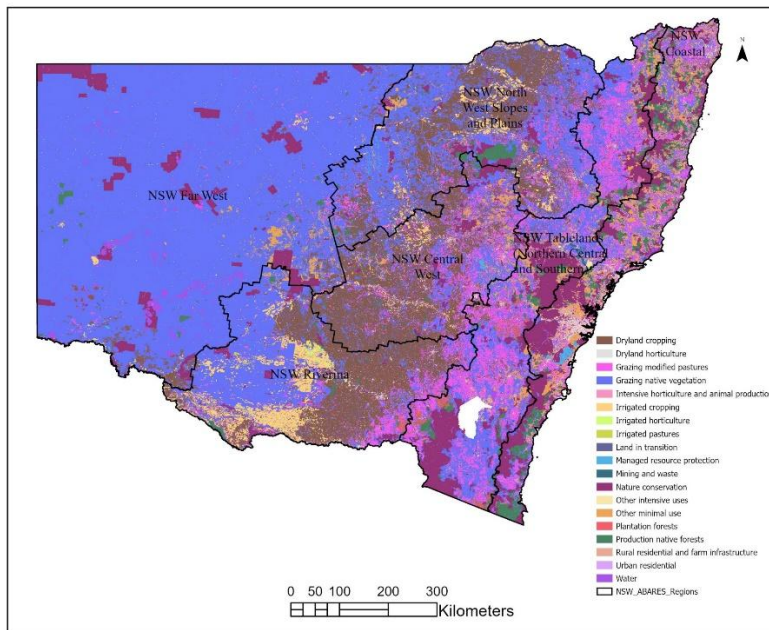 NSW
Coastal
N
NSW North
West Slopes
and Plains
NSW Far West
NSW Tablelands
(Northern Central
and Southern)
NSW Central
West
NSW Riverina
Dryland cropping
Dryland horticulture
Grazing modified pastures
Grazing native vegetation
Intensive horticulture and animal production
Irrigated cropping
Irrigated horticulture
Irrigated pastures
Land in transition
Managed resource protection
Mining and waste
Nature conservation
Other intensive uses
Other minimal use
Plantation forests
Production native forests
Rural residential and farm infrastructure
Urban residential
Water
NSW_ABARES_Regions
0 50 100 200 300
Kilometers